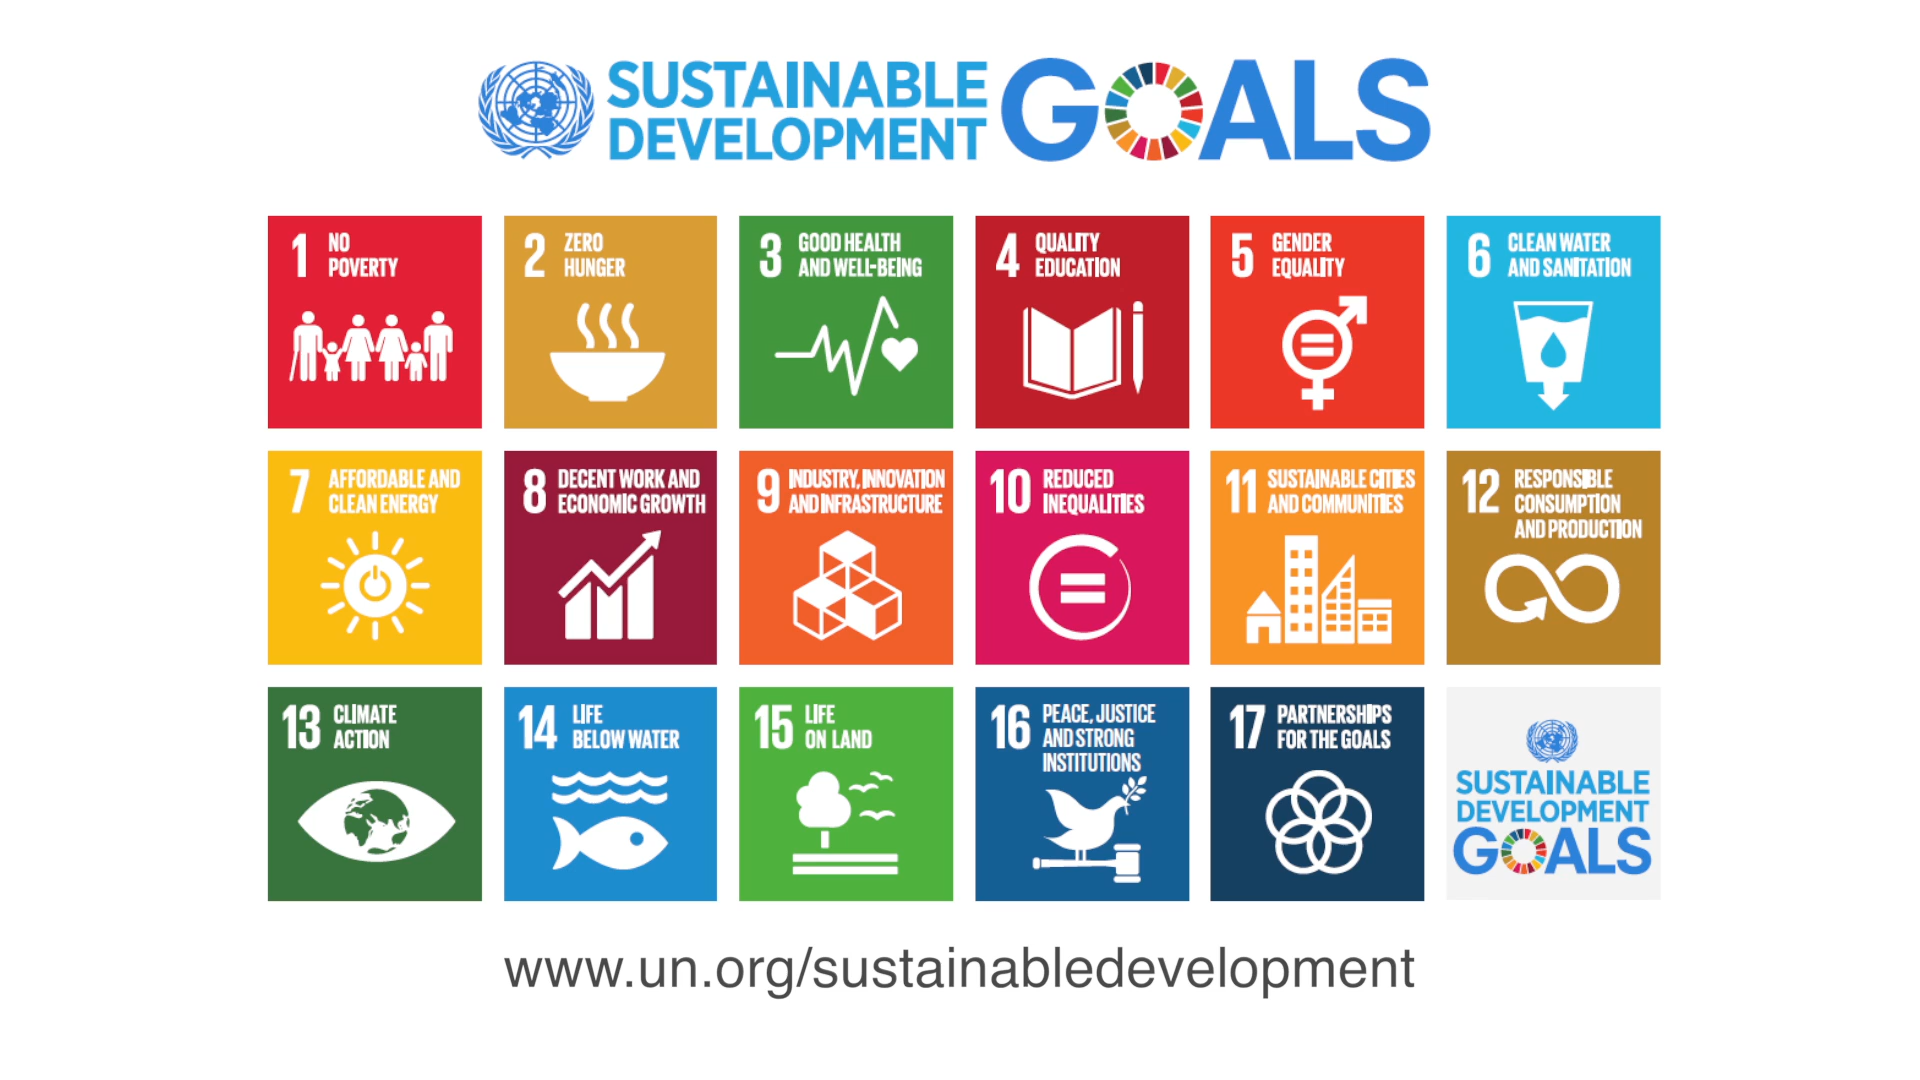 SUSTAINABLE
DEVELOPMENT
GOALS
1 NO
POVERTY
2 ZERO
HUNGER
3 GOOD HEALTH
AND WELL-BEING
4 QUALITY
EDUCATION
5 GENDER
EQUALITY
6 CLEAN WATER
AND SANITATION
7 AFFORDABLE AND
CLEAN ENERGY
8 DECENT WORK AND
ECONOMIC GROWTH
9 INDUSTRY, INNOVATION
AND INFRASTRUCTURE
10 REDUCED
INEQUALITIES
11 SUSTAINABLE CITIES
AND COMMUNITIES
12 RESPONSIBLE
CONSUMPTION
AND PRODUCTION
13 CLIMATE
ACTION
14 LIFE
BELOW WATER
15 LIFE
ON LAND
16 PEACE, JUSTICE
AND STRONG
INSTITUTIONS
17 PARTNERSHIPS
FOR THE GOALS
SUSTAINABLE
DEVELOPMENT
GOALS
www.un.org/sustainabledevelopment